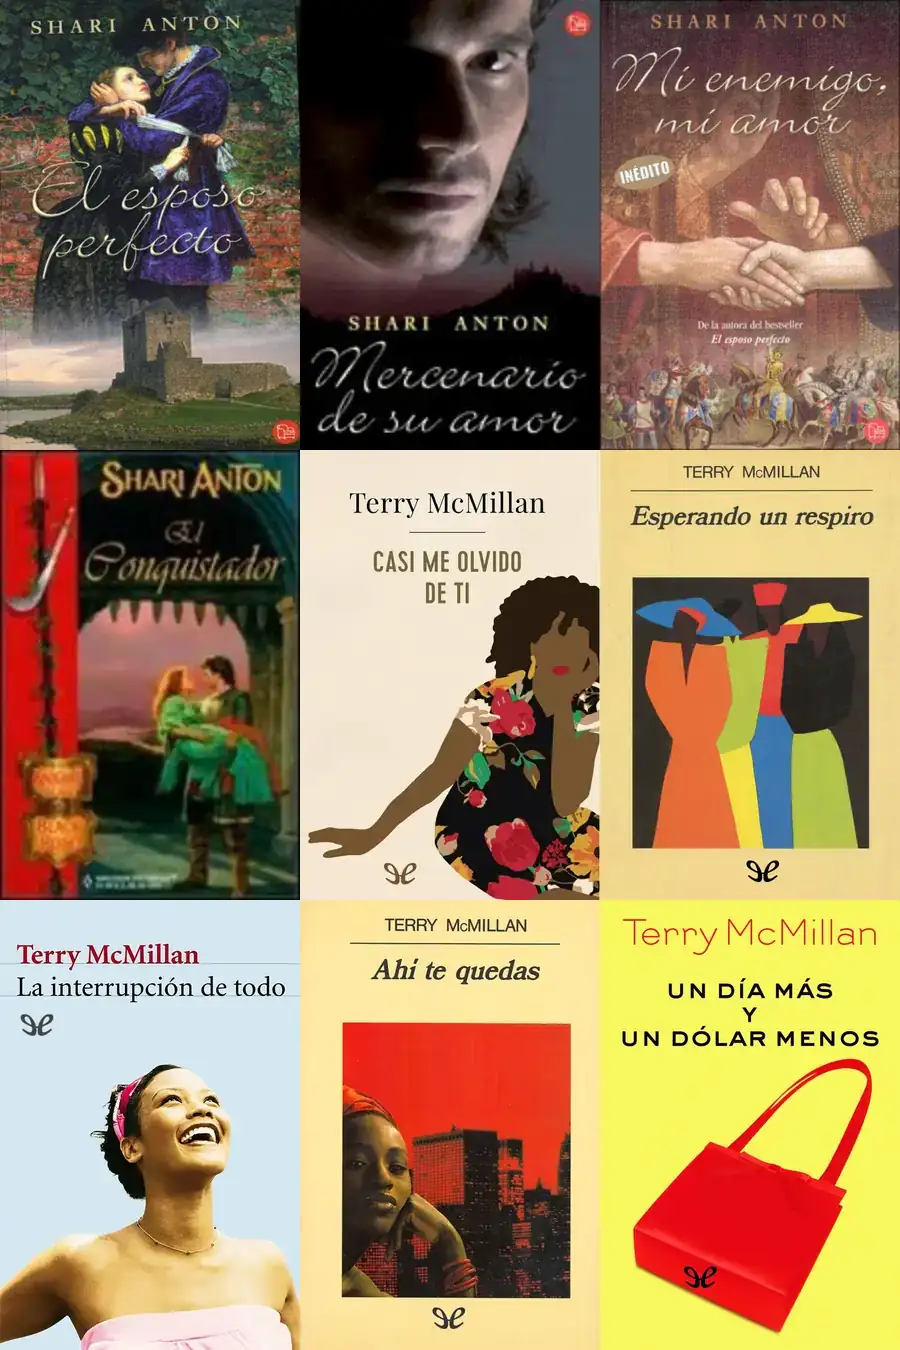 SHARI ANTON
El esposo
perfecto
SHARI ANTON
Mercenario
de su amor
SHARI ANTON
Mi enemigo,
mi amor
INÉDITO
De la autora del bestseller
El esposo perfecto
SHARI ANTON
El
Conquistador
Terry McMillan
CASI ME OLVIDO
DE TI
TERRY McMILLAN
Esperando un respiro
Terry McMillan
La interrupción de todo
TERRY McMILLAN
Ahí te quedas
Terry McMillan
UN DÍA MÁS
Y
UN DÓLAR MENOS